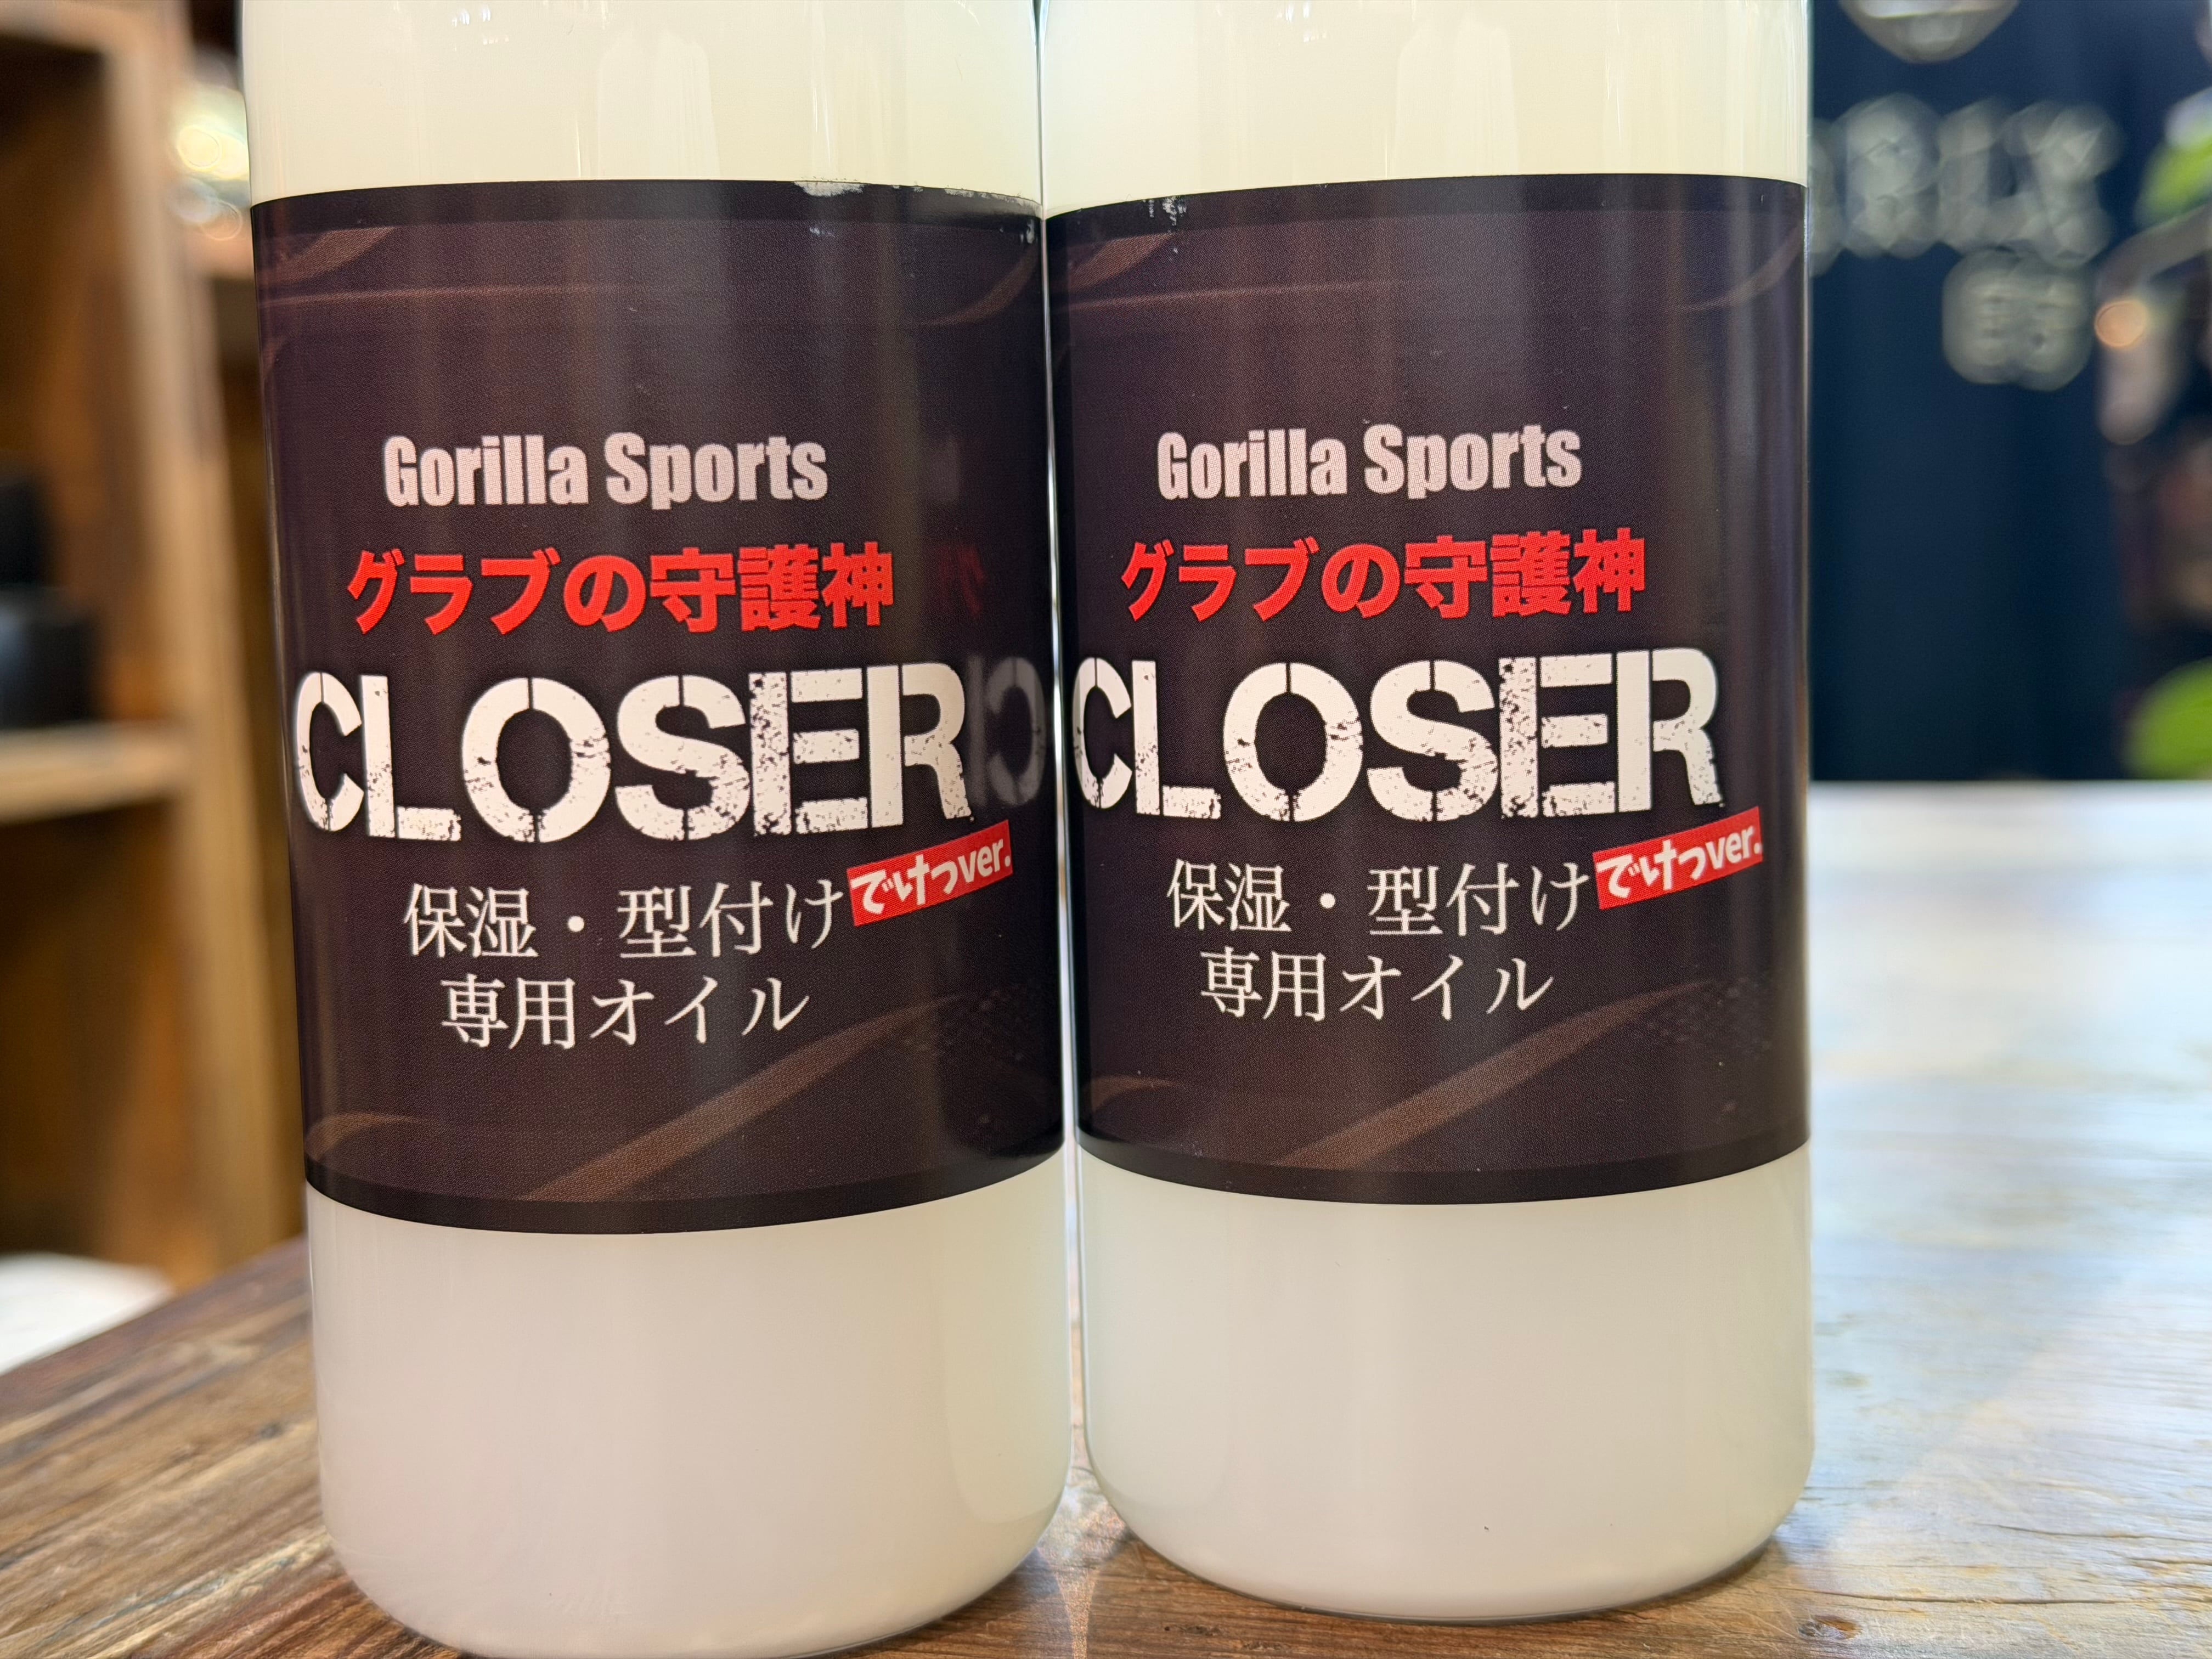 Gorilla Sports
グラブの守護神
CLOSER
でけっver.
保湿・型付け
専用オイル
Gorilla Sports
グラブの守護神
CLOSER
でけっver.
保湿・型付け
専用オイル